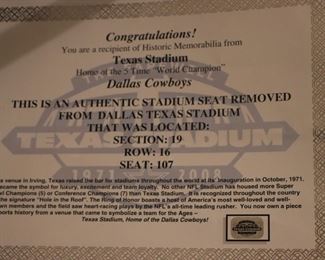 Congratulations!
You are a recipient of Historic Memorabilia from
Texas Stadium
Home of the 5 Time "World Champion"
Dallas Cowboys
THIS IS AN AUTHENTIC STADIUM SEAT REMOVED
FROM DALLAS TEXAS STADIUM
THAT WAS LOCATED:
TEXAS STADIUM
SECTION: 19
ROW: 16
1971 2008
SEAT: 107
venue in Irving, Texas raised the bar for stadiums throughout the world at its' Inauguration in October, 1971.
became the symbol for luxury, excitement and team loyalty. No other NFL Stadium has housed more Super
Bowl Champions (5) or Conference Champions (7) than Texas Stadium. It is recognized throughout the country
the signature "Hole in the Roof". The Ring of Honor boasts a host of America's most well-loved and well-
members and the field saw heart-racing plays by the NFL's all-time leading rusher. You now own a piece
sports history from a venue that came to symbolize a team for the Ages –
Texas Stadium, Home of the Dallas Cowboys!